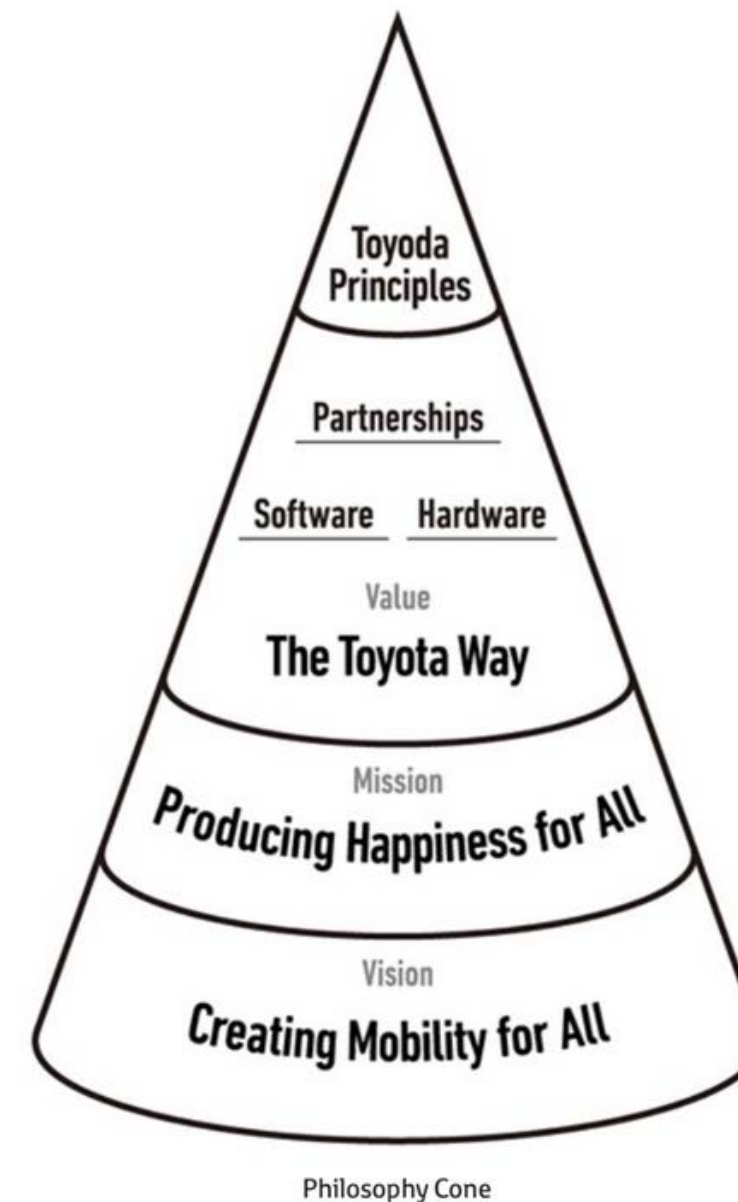 Toyoda
Principles
Partnerships
Software Hardware
Value
The Toyota Way
Mission
Producing Happiness for All
Vision
Creating Mobility for All
Philosophy Cone